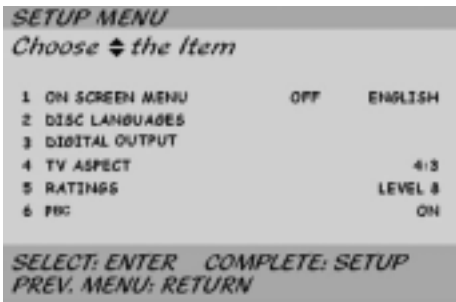 SETUP MENU
Choose the Item
1 ON SCREEN MENU OFF ENGLISH
2 DISC LANGUAGES
3 DIGITAL OUTPUT
4 TV ASPECT 4:3
5 RATINGS LEVEL 8
6 PBC ON
SELECT: ENTER COMPLETE: SETUP
PREV. MENU: RETURN